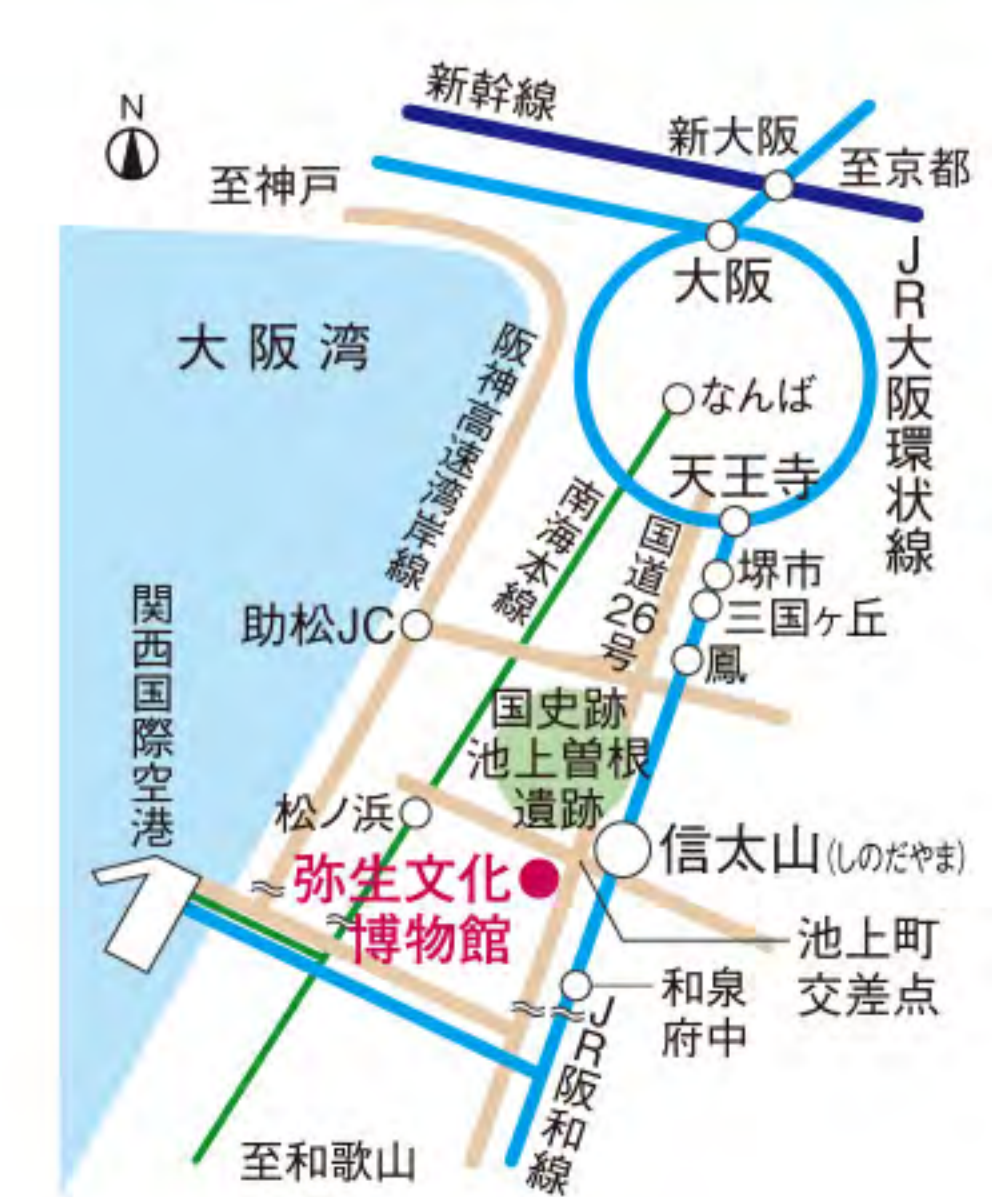 新幹線
N
新大阪
至京都
至神戸
JR大阪環状線
大阪
大阪湾
阪神高速湾岸線
なんば
天王寺
南海本線
国道26号
堺市
三国ヶ丘
関西国際空港
助松JC
鳳
国史跡
池上曽根
遺跡
松ノ浜
信太山(しのだやま)
弥生文化
博物館
池上町
交差点
和泉
府中
JR阪和線
至和歌山